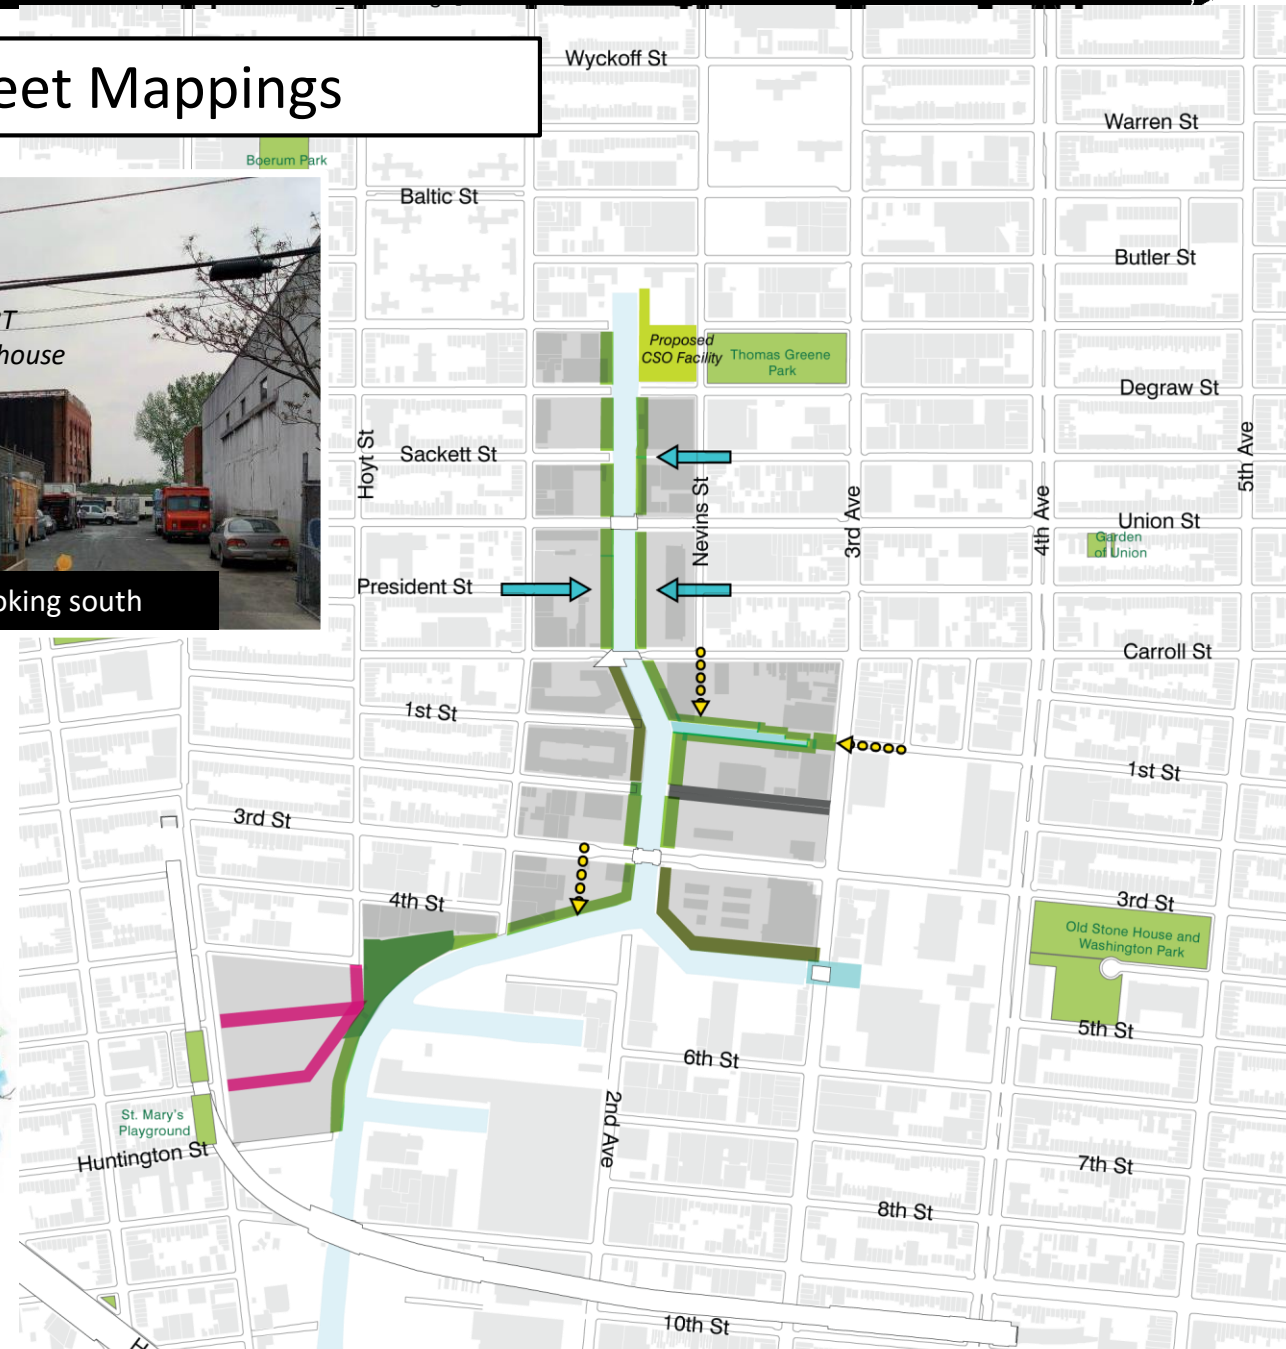 eet Mappings
Wyckoff St
Warren St
Boerum Park
Baltic St
Butler St
house
Proposed
CSO Facility
Thomas Greene
Park
Degraw St
Hoyt St
Sackett St
Nevins St
3rd Ave
4th Ave
5th Ave
Union St
Garden
of Union
President St
oking south
Carroll St
1st St
1st St
3rd St
4th St
3rd St
Old Stone House and
Washington Park
5th St
6th St
2nd Ave
St. Mary's
Playground
Huntington St
7th St
8th St
10th St